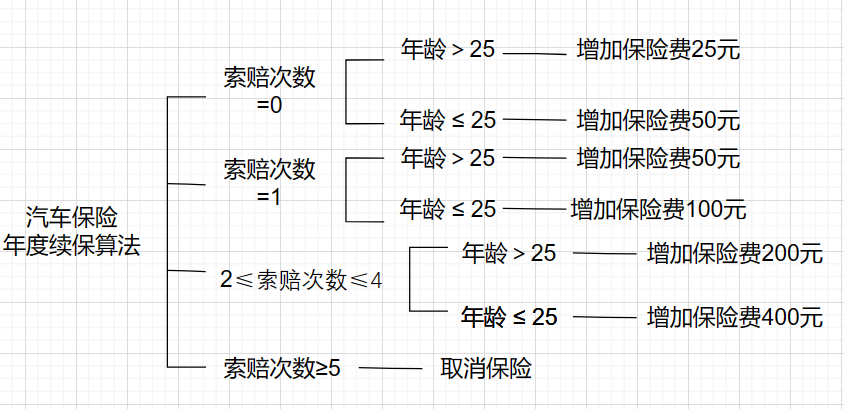 汽车保险
年度续保算法
索赔次数
=0
年龄 > 25
增加保险费25元
年龄 ≤ 25
增加保险费50元
索赔次数
=1
年龄 > 25
增加保险费50元
年龄 ≤ 25
增加保险费100元
2≤索赔次数≤4
年龄 > 25
增加保险费200元
年龄 ≤ 25
增加保险费400元
索赔次数≥5
取消保险